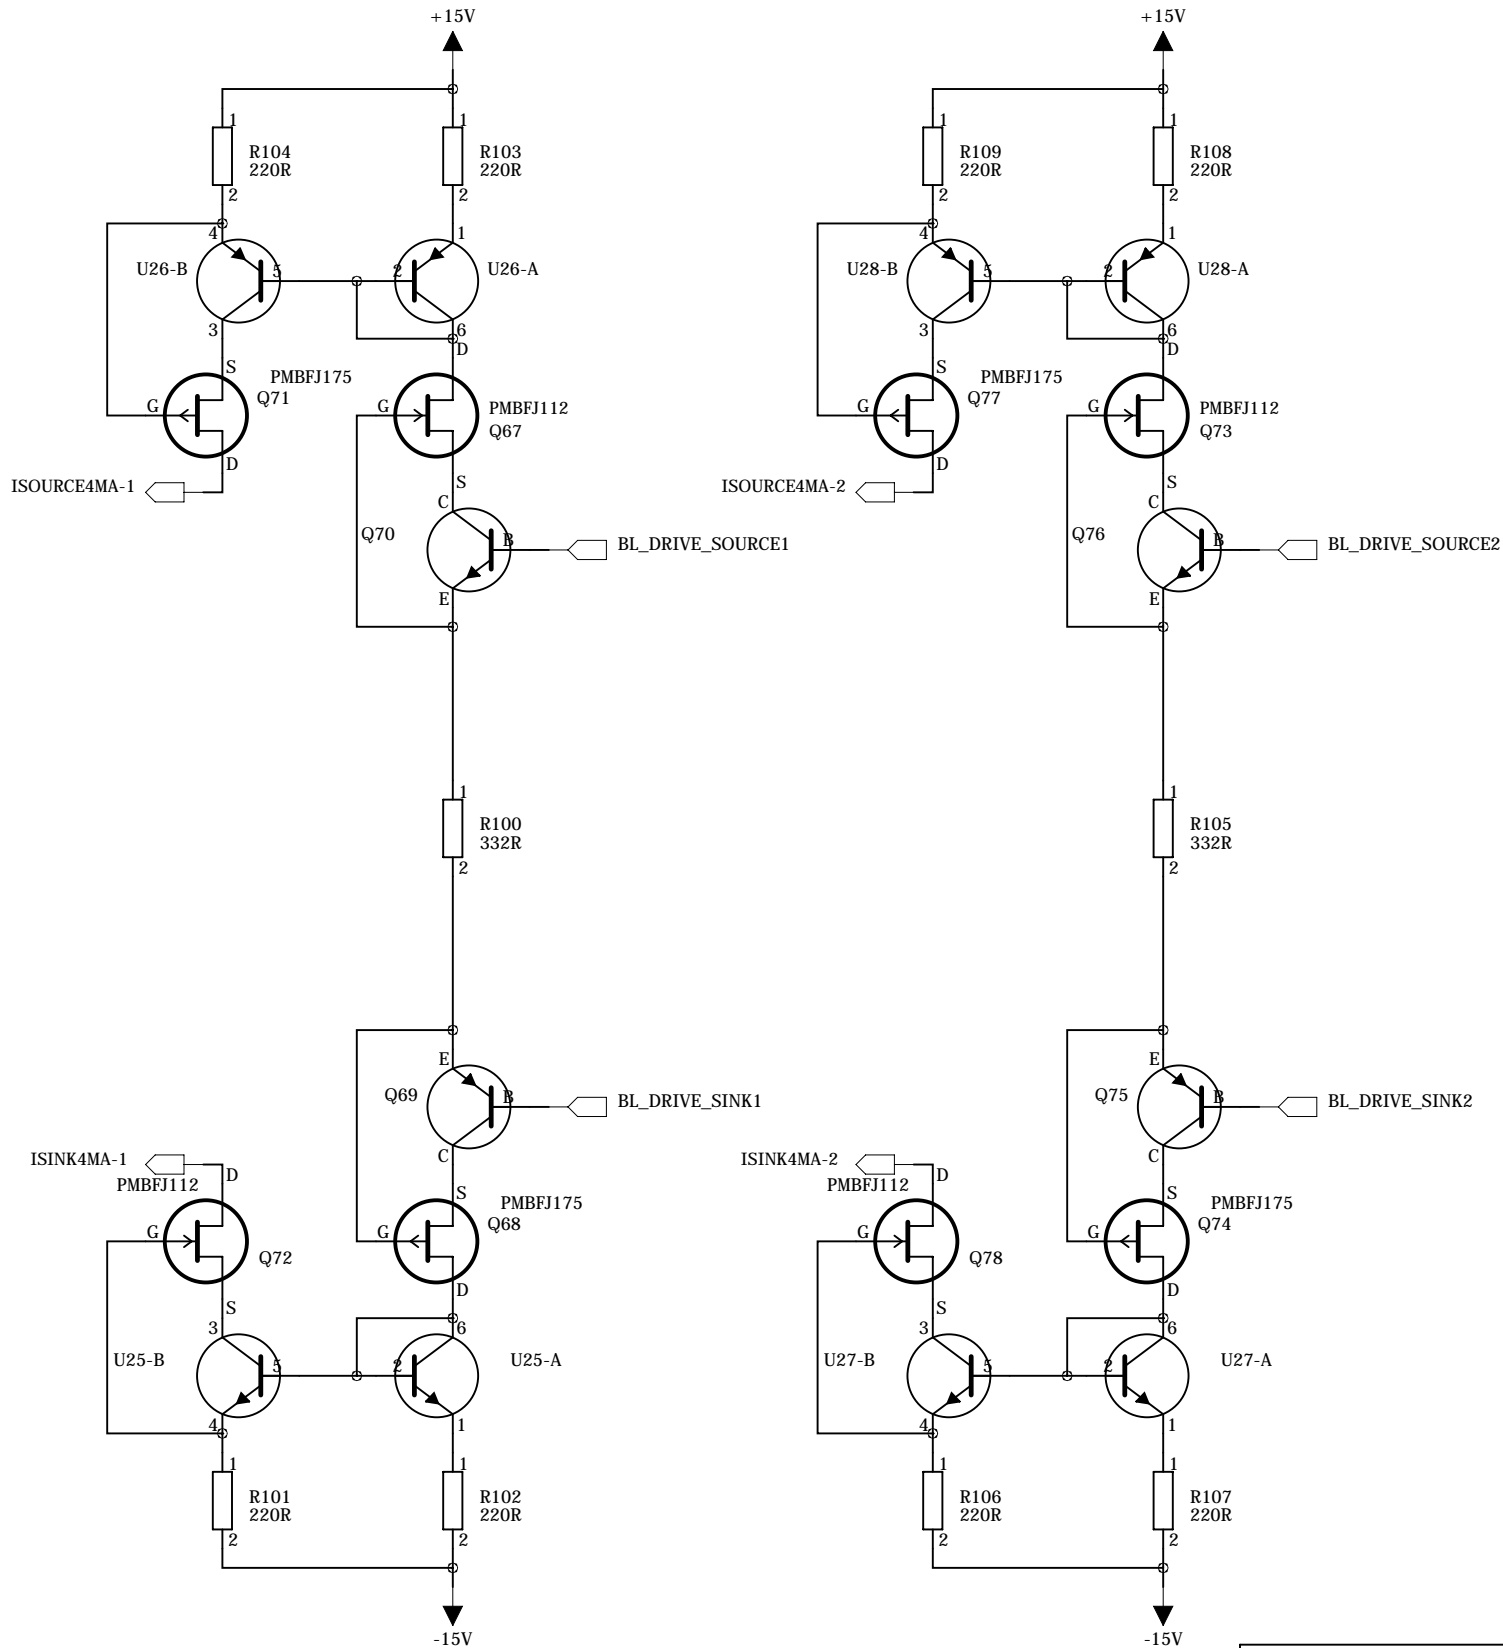 +15V
+15V
1
1
1
1
R104
220R
R103
220R
R109
220R
R108
220R
2
2
2
2
4
1
4
1
U26-B
5
2
U26-A
U28-B
5
2
U28-A
3
6
3
6
D
D
S
PMBFJ175
Q71
S
PMBFJ175
Q77
G
G
PMBFJ112
Q67
G
G
PMBFJ112
Q73
D
D
ISOURCE4MA-1
S
ISOURCE4MA-2
S
C
C
Q70
B
BL_DRIVE_SOURCE1
Q76
B
BL_DRIVE_SOURCE2
E
E
1
1
R100
332R
R105
332R
2
2
E
E
Q69
B
BL_DRIVE_SINK1
Q75
B
BL_DRIVE_SINK2
C
C
ISINK4MA-1
D
ISINK4MA-2
D
PMBFJ112
S
PMBFJ175
Q68
PMBFJ112
S
PMBFJ175
Q74
G
G
G
G
Q72
Q78
D
D
S
S
3
6
3
6
U25-B
5
2
U25-A
U27-B
5
2
U27-A
4
1
4
1
1
1
1
1
R101
220R
R102
220R
R106
220R
R107
220R
2
2
2
2
-15V
-15V